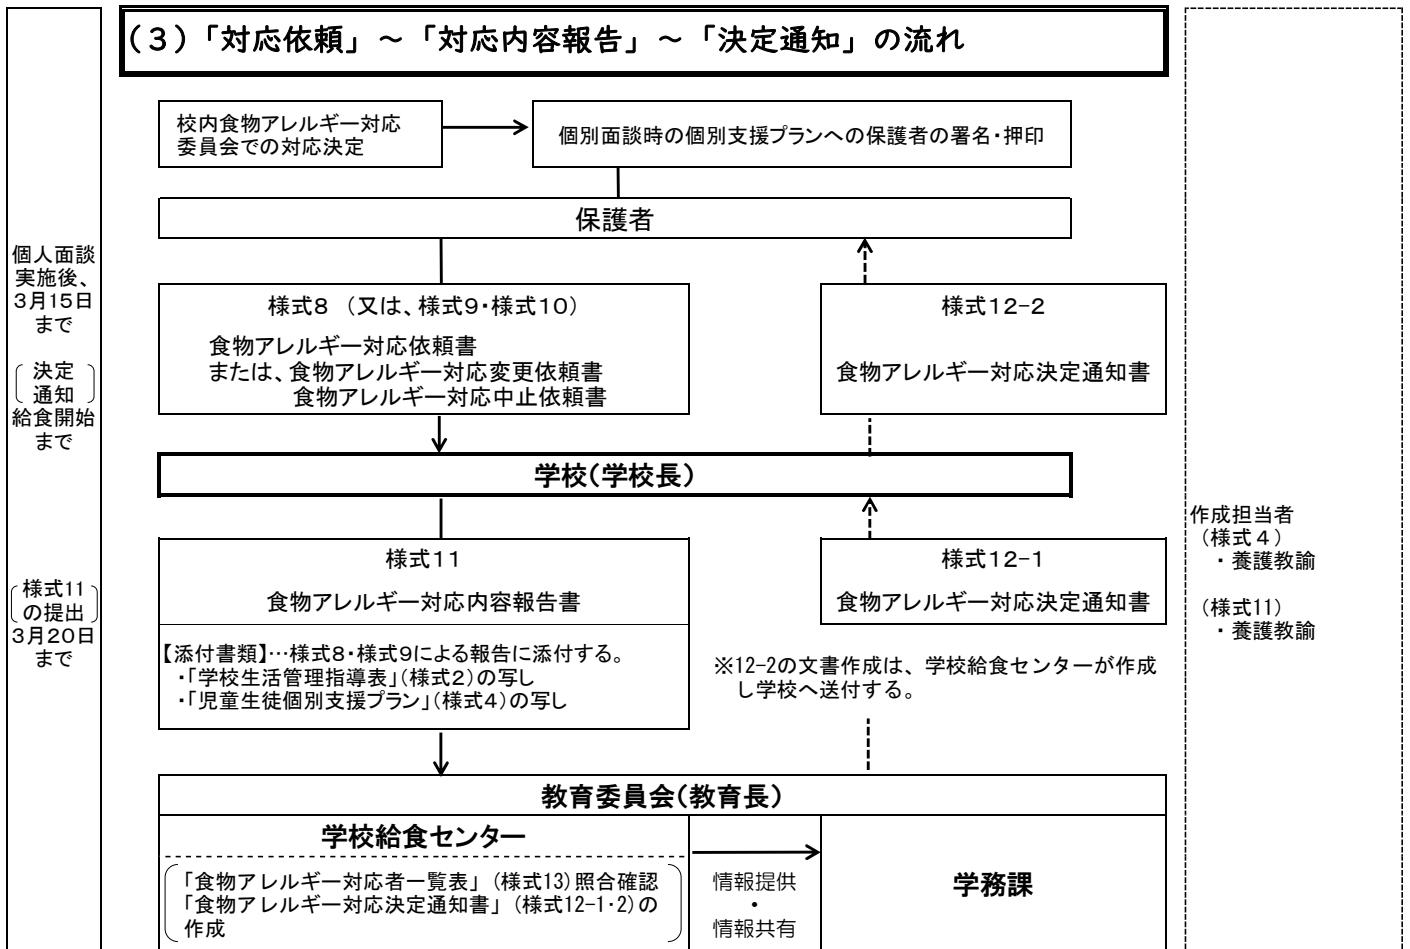 (3)「対応依頼」～「対応内容報告」～「決定通知」の流れ
校内食物アレルギー対応
委員会での対応決定
個別面談時の個別支援プランへの保護者の署名・押印
保護者
個人面談
実施後、
3月15日
まで
決定
通知
給食開始
まで
様式8 (又は、様式9・様式10)
食物アレルギー対応依頼書
または、食物アレルギー対応変更依頼書
食物アレルギー対応中止依頼書
様式12-2
食物アレルギー対応決定通知書
学校(学校長)
様式11
の提出
3月20日
まで
様式11
食物アレルギー対応内容報告書
【添付書類】…様式8・様式9による報告に添付する。
・「学校生活管理指導表」(様式2)の写し
・「児童生徒個別支援プラン」(様式4)の写し
様式12-1
食物アレルギー対応決定通知書
※12-2の文書作成は、学校給食センターが作成
し学校へ送付する。
作成担当者
(様式4)
・養護教諭
(様式11)
・養護教諭
教育委員会(教育長)
学校給食センター
「食物アレルギー対応者一覧表」(様式13)照合確認
「食物アレルギー対応決定通知書」(様式12-1・2)の
作成
情報提供
・
情報共有
学務課